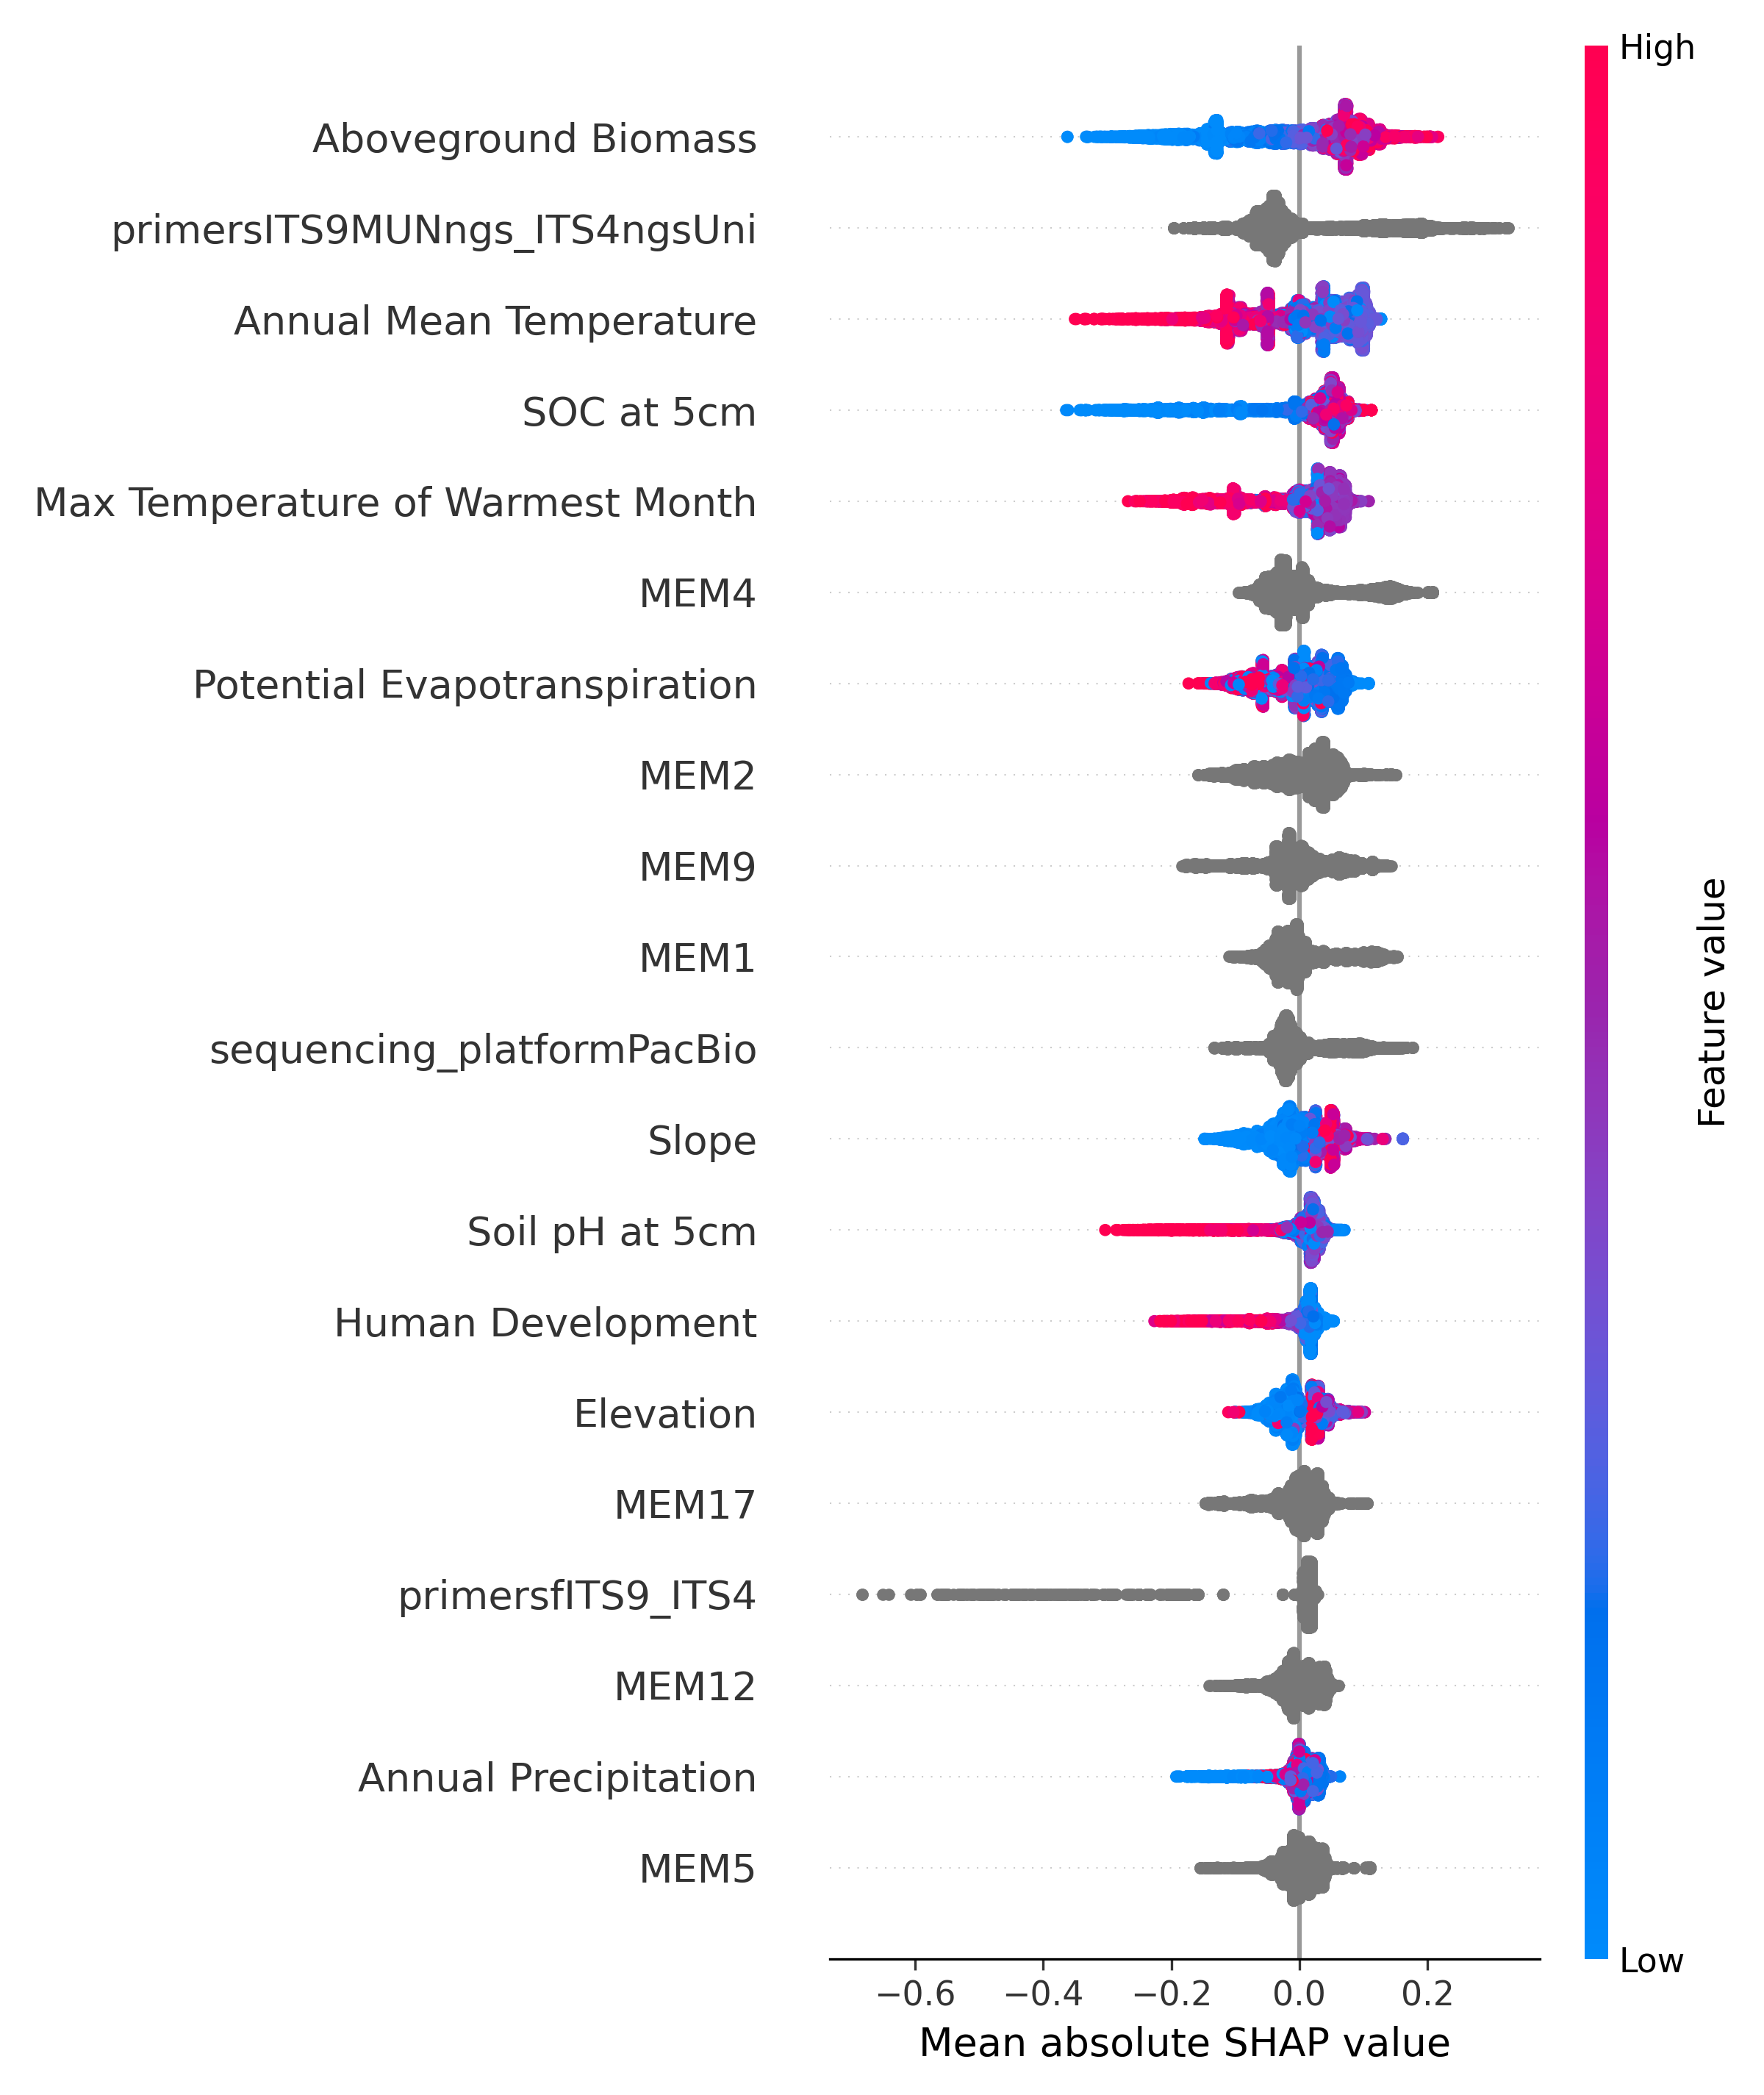 High
Aboveground Biomass
primersITS9MUNngs_ITS4ngsUni
Annual Mean Temperature
SOC at 5cm
Max Temperature of Warmest Month
MEM4
Potential Evapotranspiration
MEM2
MEM9
MEM1
sequencing_platformPacBio
Slope
Soil pH at 5cm
Human Development
Elevation
MEM17
primersfITS9_ITS4
MEM12
Annual Precipitation
MEM5
Feature value
Low
−0.6 −0.4 −0.2 0.0 0.2
Mean absolute SHAP value